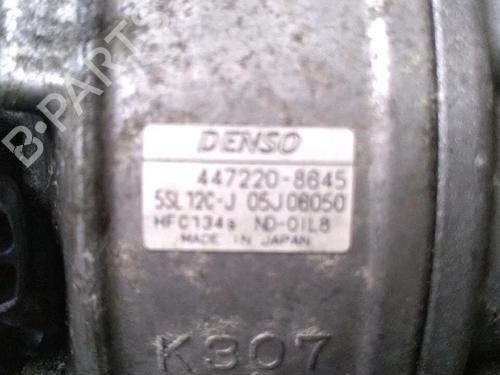 B-PARTS
DENSO
447220-8645
5SL12C-J 05J06050
HFC134a ND-OIL8
MADE IN JAPAN
K307